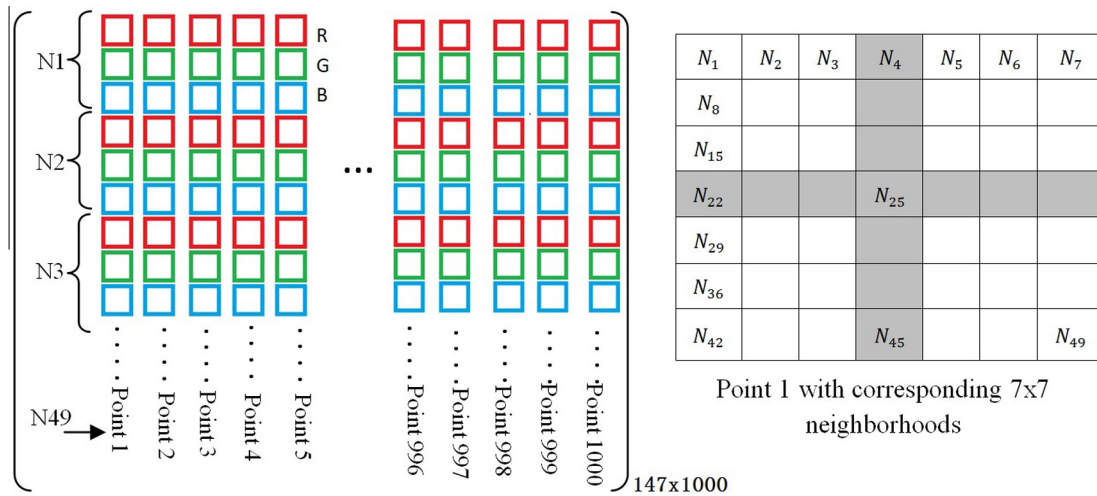 N1
R
G
B
N2
...
N3
N49
Point 1
Point 2
Point 3
Point 4
Point 5
Point 996
Point 997
Point 998
Point 999
Point 1000
147x1000
N1 N2 N3 N4 N5 N6 N7
N8
N15
N22 N25
N29
N36
N42 N45 N49
Point 1 with corresponding 7x7
neighborhoods